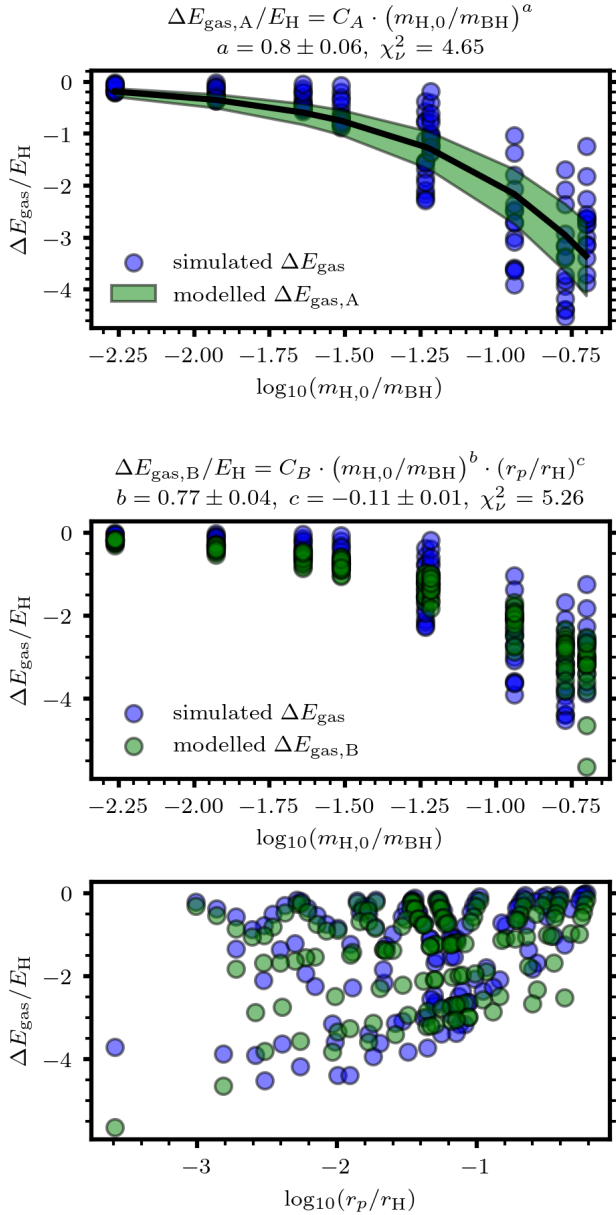 ΔE_gas,A/E_H = C_A · (m_H,0/m_BH)^a
a = 0.8 ± 0.06, χ²_ν = 4.65
0
−1
−2
−3
−4
ΔE_gas/E_H
simulated ΔE_gas
modelled ΔE_gas,A
−2.25 −2.00 −1.75 −1.50 −1.25 −1.00 −0.75
log10(m_H,0/m_BH)
ΔE_gas,B/E_H = C_B · (m_H,0/m_BH)^b · (r_p/r_H)^c
b = 0.77 ± 0.04, c = −0.11 ± 0.01, χ²_ν = 5.26
0
−2
−4
ΔE_gas/E_H
simulated ΔE_gas
modelled ΔE_gas,B
−2.25 −2.00 −1.75 −1.50 −1.25 −1.00 −0.75
log10(m_H,0/m_BH)
0
−2
−4
ΔE_gas/E_H
−3 −2 −1
log10(r_p/r_H)